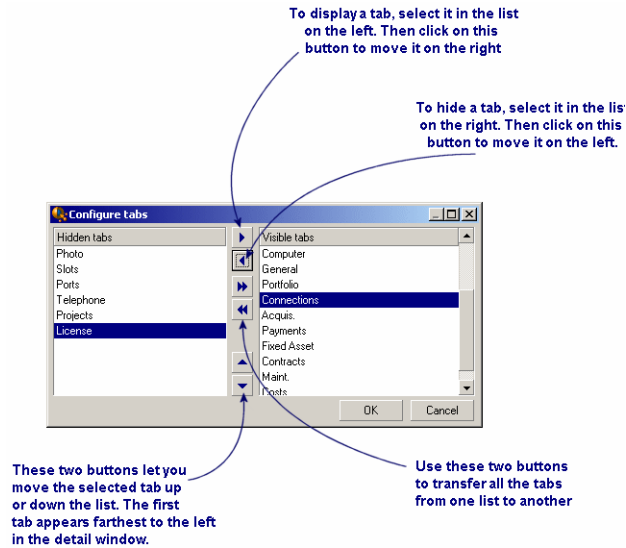 To display a tab, select it in the list
on the left. Then click on this
button to move it on the right
To hide a tab, select it in the list
on the right. Then click on this
button to move it on the left.
Configure tabs
Hidden tabs
Photo
Slots
Ports
Telephone
Projects
License
Visible tabs
Computer
General
Portfolio
Connections
Acquis.
Payments
Fixed Asset
Contracts
Maint.
Costs
OK
Cancel
These two buttons let you
move the selected tab up
or down the list. The first
tab appears farthest to the left
in the detail window.
Use these two buttons
to transfer all the tabs
from one list to another